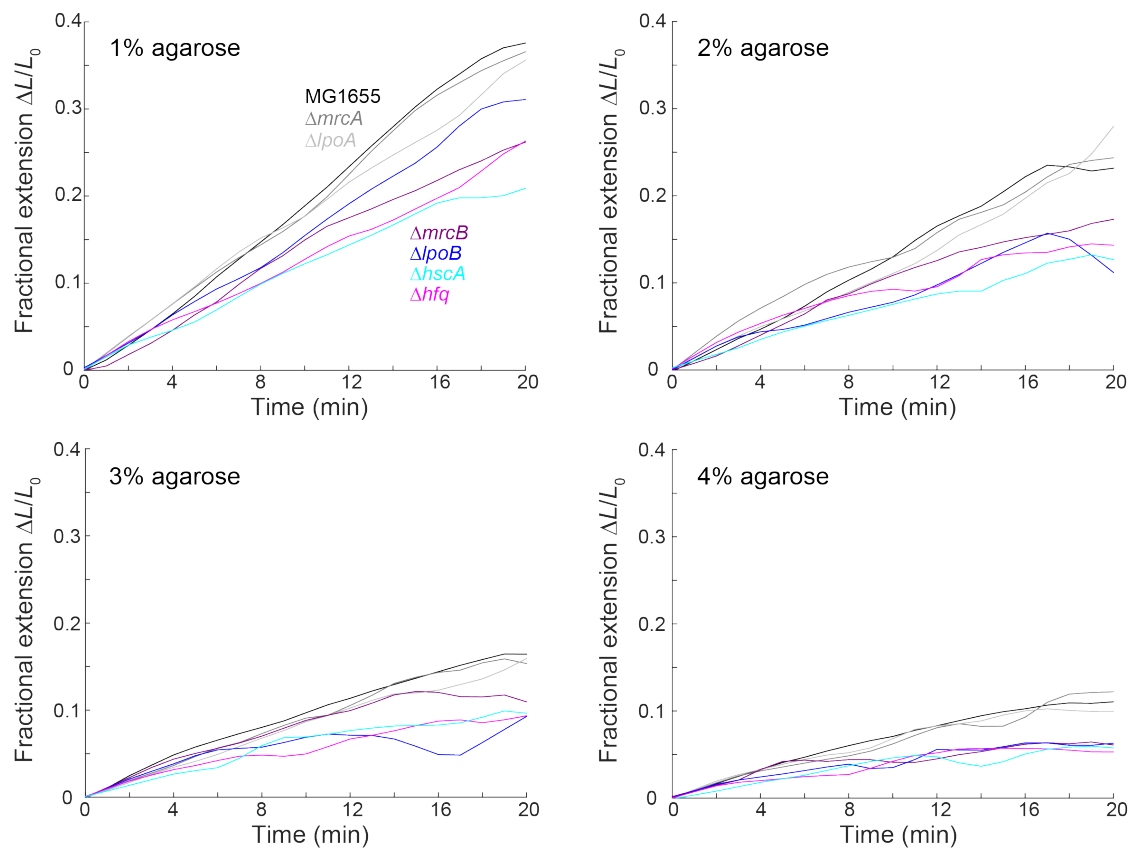 1% agarose
Fractional extension ΔL/L0
0.4
0.3
0.2
0.1
0
MG1655
ΔmrcA
ΔlpoA
ΔmrcB
ΔlpoB
ΔhscA
Δhfq
0 4 8 12 16 20
Time (min)
2% agarose
Fractional extension ΔL/L0
0.4
0.3
0.2
0.1
0
0 4 8 12 16 20
Time (min)
3% agarose
Fractional extension ΔL/L0
0.4
0.3
0.2
0.1
0
0 4 8 12 16 20
Time (min)
4% agarose
Fractional extension ΔL/L0
0.4
0.3
0.2
0.1
0
0 4 8 12 16 20
Time (min)